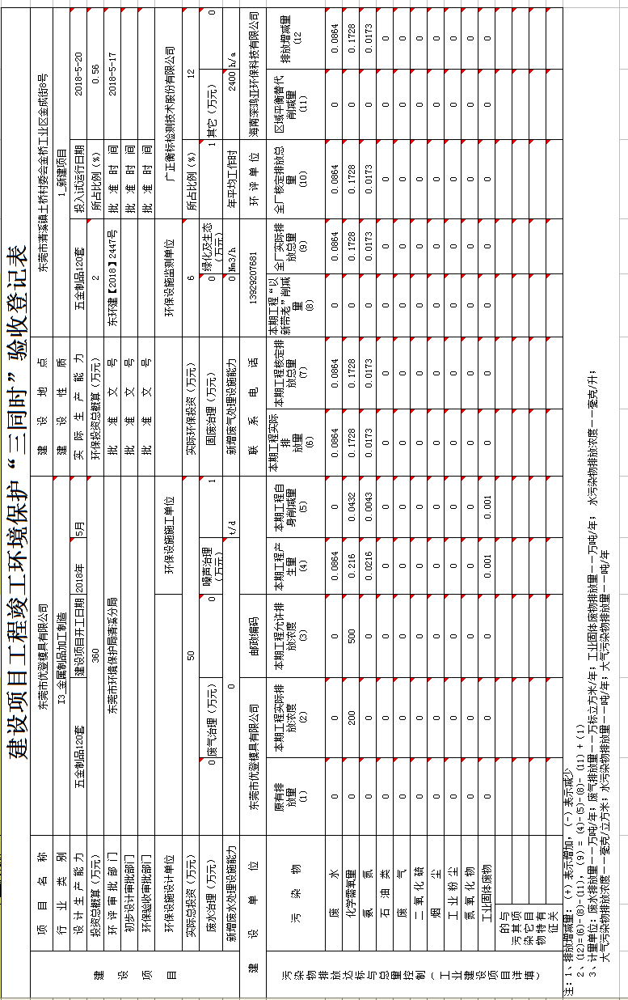 建设项目工程竣工环境保护“三同时”验收登记表
项目名称 东莞市优登模具有限公司 建设地点 东莞市清溪镇土桥村委会金桥工业区金成街8号
行业类别 I3_金属制品加工制造 建设性质 1_新建项目
设计生产能力 五金制品120套 建设项目开工日期 2018年 5月 实际生产能力 五金制品120套 投入试运行日期 2018-5-20
投资总概算(万元) 360 环保投资总概算(万元) 2 所占比例(%) 0.56
环评审批部门 东莞市环境保护局清溪分局 批准文号 东环建【2018】2447号 批准时间 2018-5-17
初步设计审批部门 批准文号 批准时间
环保验收审批部门 批准文号 批准时间
环保设施设计单位 环保设施施工单位 环保设施监测单位 广正衡标检测技术股份有限公司
实际总投资(万元) 50 实际环保投资(万元) 6 所占比例(%) 12
废水治理(万元) 0 废气治理(万元) 0 噪声治理(万元) 1 固废治理(万元) 0 绿化及生态(万元) 1 其它(万元) 0
新增废水处理设施能力 0 t/d 新增废气处理设施能力 0 Nm3/h 年平均工作时 2400 h/a
建设单位 东莞市优登模具有限公司 邮政编码 联系电话 13929207681 环评单位 海南深鸿亚环保科技有限公司
建设项目
污染物 原有排放量(1) 本期工程实际排放浓度(2) 本期工程允许排放浓度(3) 本期工程产生量(4) 本期工程自身削减量(5) 本期工程实际排放量(6) 本期工程核定排放总量(7) 本期工程“以新带老”削减量(8) 全厂实际排放总量(9) 全厂核定排放总量(10) 区域平衡替代削减量(11) 排放增减量(12
废水 0 0 0 0.0864 0 0.0864 0.0864 0 0.0864 0.0864 0 0.0864
化学需氧量 0 200 500 0.216 0.0432 0.1728 0.1728 0 0.1728 0.1728 0 0.1728
氨氮 0 0 0 0.0216 0.0043 0.0173 0.0173 0 0.0173 0.0173 0 0.0173
石油类 0 0 0 0 0 0 0 0 0 0 0 0
废气 0 0 0 0 0 0 0 0 0 0 0 0
二氧化硫 0 0 0 0 0 0 0 0 0 0 0 0
烟尘 0 0 0 0 0 0 0 0 0 0 0 0
工业粉尘 0 0 0 0 0 0 0 0 0 0 0 0
氮氧化物 0 0 0 0 0 0 0 0 0 0 0 0
工业固体废物 0 0 0 0.001 0.001 0 0 0 0 0 0 0
的与
污其项
染它目
物特有
征关
污染物排放达标与总量控制(工业建设项目详填)
注:1、排放增减量:(+)表示增加,(-)表示减少
2、(12)=(6)-(8)-(11),(9) = (4)-(5)-(8)- (11) +(1)
3、计量单位:废水排放量——万吨/年;废气排放量——万标立方米/年;工业固体废物排放量——万吨/年; 水污染物排放浓度——毫克/升;
大气污染物排放浓度——毫克/立方米;水污染物排放量——吨/年;大气污染物排放量——吨/年